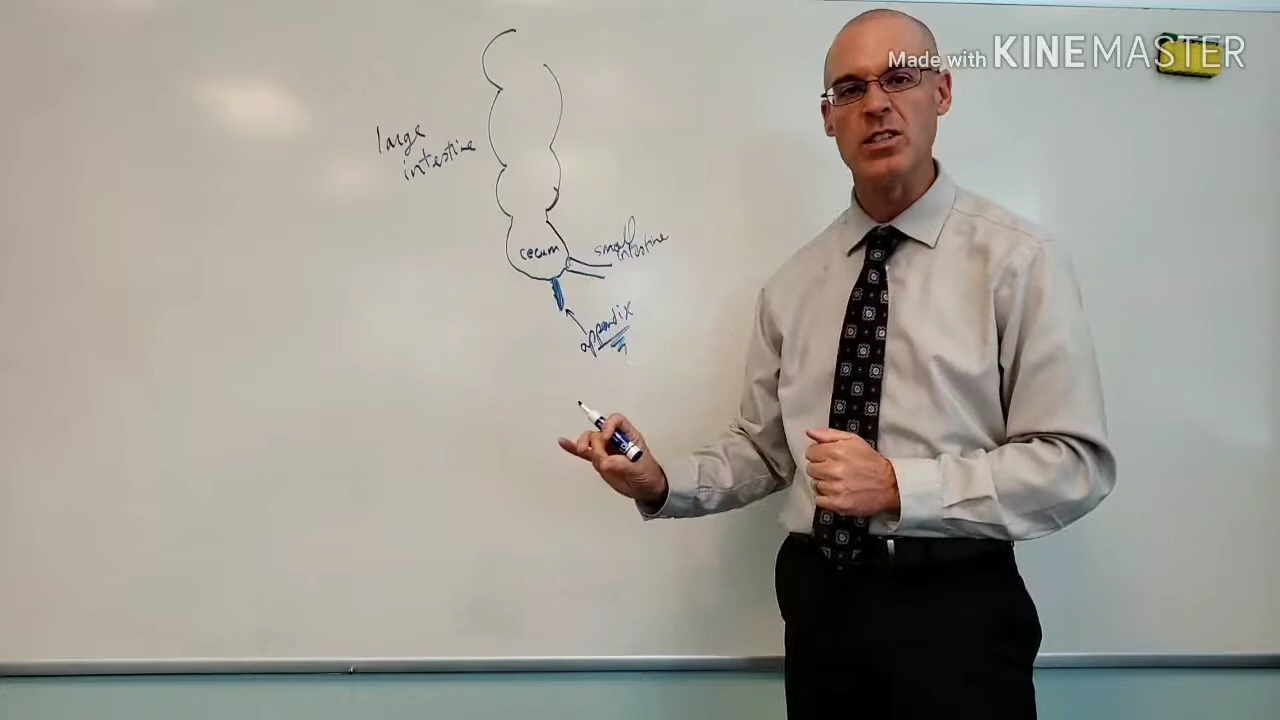 Made with KINEMASTER
large
intestine
cecum
small
intestine
appendix